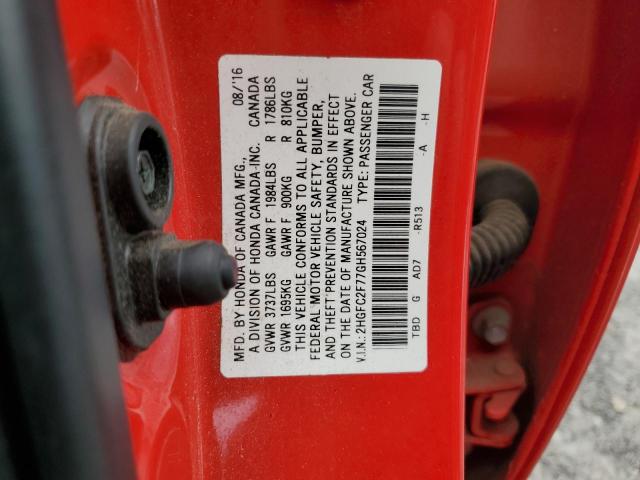 MFD. BY HONDA OF CANADA MFG., 08/'16
A DIVISION OF HONDA CANADA INC. CANADA
GVWR 3737LBS GAWR F 1984LBS R 1786LBS
GVWR 1695KG GAWR F 900KG R 810KG
THIS VEHICLE CONFORMS TO ALL APPLICABLE
FEDERAL MOTOR VEHICLE SAFETY, BUMPER,
AND THEFT PREVENTION STANDARDS IN EFFECT
ON THE DATE OF MANUFACTURE SHOWN ABOVE.
V.I.N.: 2HGFC2F77GH567024 TYPE: PASSENGER CAR
TBD G AD7 -R513 -A -H